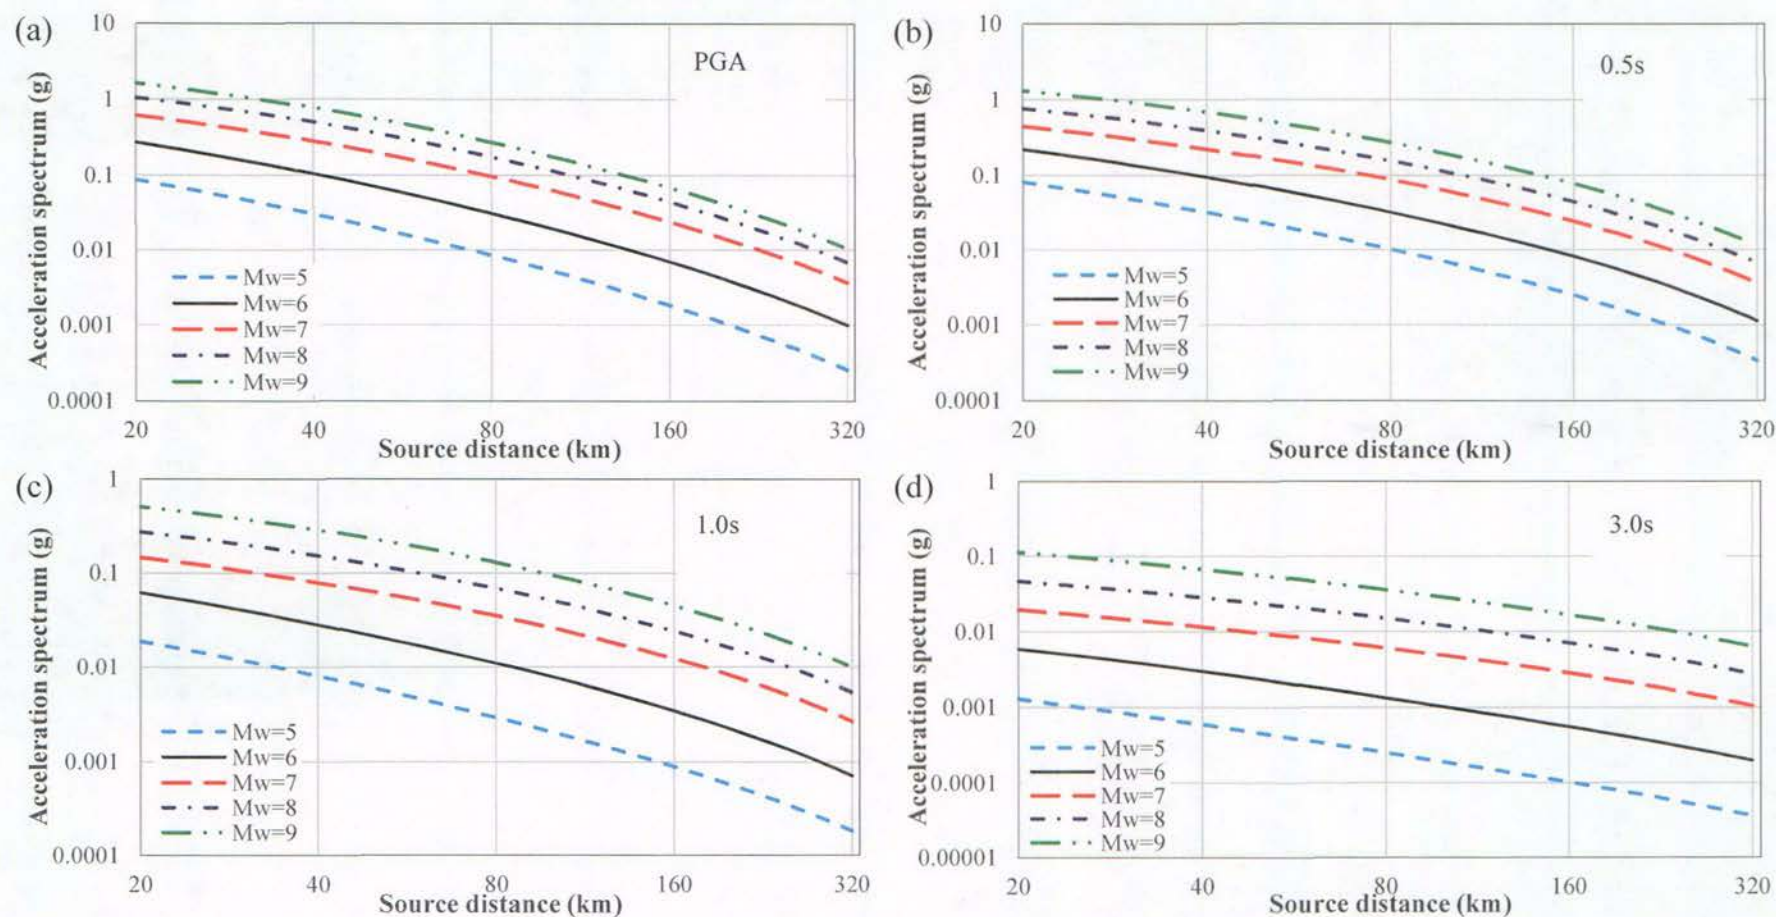 (a)
PGA
Acceleration spectrum (g)
10
1
0.1
0.01
0.001
0.0001
Mw=5
Mw=6
Mw=7
Mw=8
Mw=9
20 40 80 160 320
Source distance (km)
(b)
0.5s
Acceleration spectrum (g)
10
1
0.1
0.01
0.001
0.0001
Mw=5
Mw=6
Mw=7
Mw=8
Mw=9
20 40 80 160 320
Source distance (km)
(c)
1.0s
Acceleration spectrum (g)
1
0.1
0.01
0.001
0.0001
Mw=5
Mw=6
Mw=7
Mw=8
Mw=9
20 40 80 160 320
Source distance (km)
(d)
3.0s
Acceleration spectrum (g)
1
0.1
0.01
0.001
0.0001
0.00001
Mw=5
Mw=6
Mw=7
Mw=8
Mw=9
20 40 80 160 320
Source distance (km)